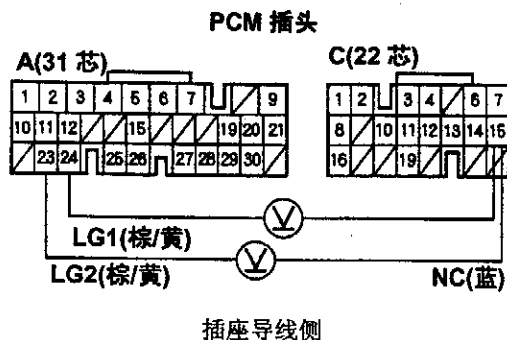 PCM 插头
A(31 芯) C(22 芯)
1 2 3 4 5 6 7 9 1 2 3 4 6 7
10 11 12 15 19 20 21 8 10 11 12 13 14 15
23 24 25 26 27 28 29 30 16 19
V
LG1(棕/黄)
V
LG2(棕/黄) NC(蓝)
插座导线侧